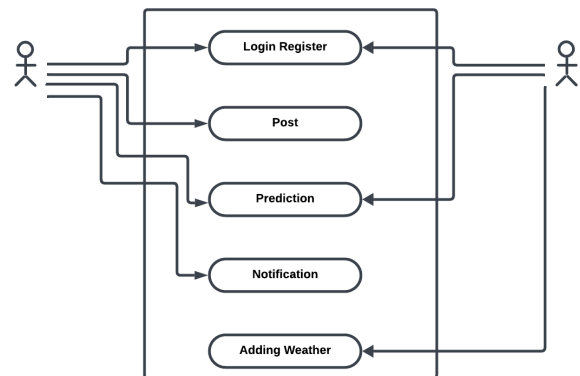 Login Register
Post
Prediction
Notification
Adding Weather